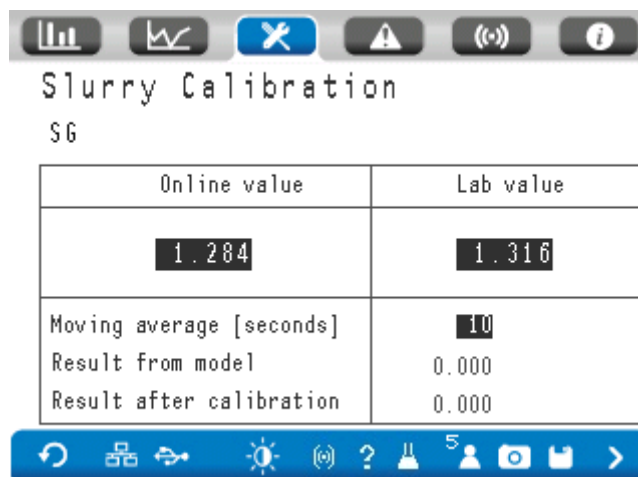 Slurry Calibration
SG
Online value Lab value
1.284 1.316
Moving average [seconds] 10
Result from model 0.000
Result after calibration 0.000
? 5